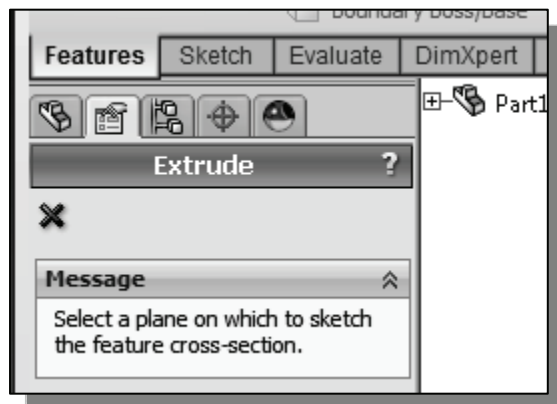 Boundary Boss/Base
Features Sketch Evaluate DimXpert
Part1
Extrude ?
Message
Select a plane on which to sketch
the feature cross-section.